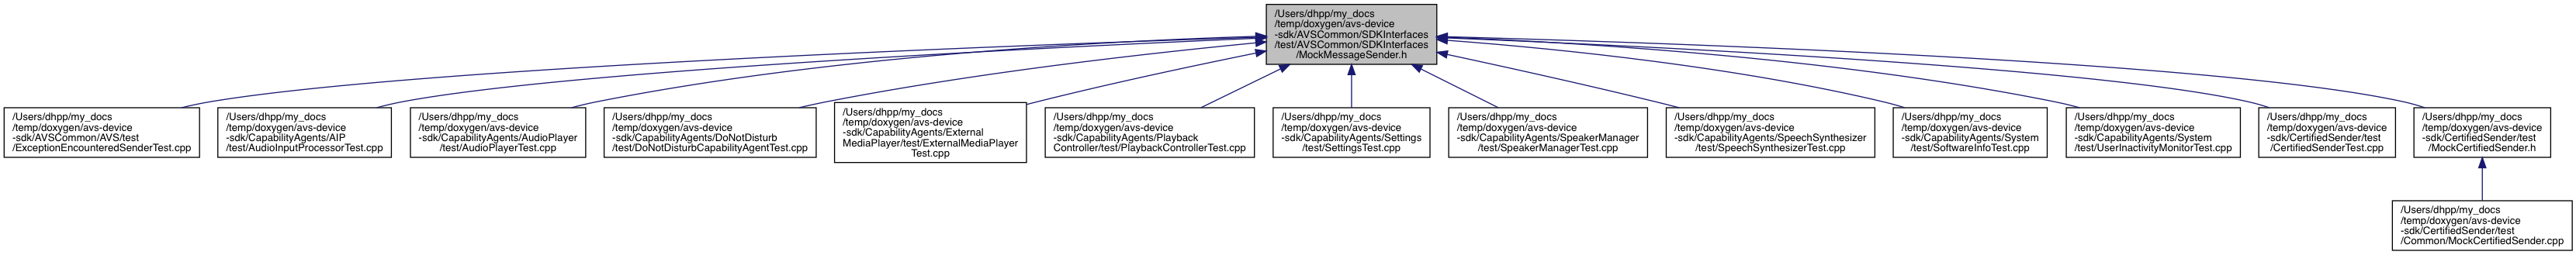 /Users/dhpp/my_docs
/temp/doxygen/avs-device
-sdk/AVSCommon/SDKInterfaces
/test/AVSCommon/SDKInterfaces
/MockMessageSender.h
/Users/dhpp/my_docs
/temp/doxygen/avs-device
-sdk/AVSCommon/AVS/test
/ExceptionEncounteredSenderTest.cpp
/Users/dhpp/my_docs
/temp/doxygen/avs-device
-sdk/CapabilityAgents/AIP
/test/AudioInputProcessorTest.cpp
/Users/dhpp/my_docs
/temp/doxygen/avs-device
-sdk/CapabilityAgents/AudioPlayer
/test/AudioPlayerTest.cpp
/Users/dhpp/my_docs
/temp/doxygen/avs-device
-sdk/CapabilityAgents/DoNotDisturb
/test/DoNotDisturbCapabilityAgentTest.cpp
/Users/dhpp/my_docs
/temp/doxygen/avs-device
-sdk/CapabilityAgents/External
MediaPlayer/test/ExternalMediaPlayer
Test.cpp
/Users/dhpp/my_docs
/temp/doxygen/avs-device
-sdk/CapabilityAgents/Playback
Controller/test/PlaybackControllerTest.cpp
/Users/dhpp/my_docs
/temp/doxygen/avs-device
-sdk/CapabilityAgents/Settings
/test/SettingsTest.cpp
/Users/dhpp/my_docs
/temp/doxygen/avs-device
-sdk/CapabilityAgents/SpeakerManager
/test/SpeakerManagerTest.cpp
/Users/dhpp/my_docs
/temp/doxygen/avs-device
-sdk/CapabilityAgents/SpeechSynthesizer
/test/SpeechSynthesizerTest.cpp
/Users/dhpp/my_docs
/temp/doxygen/avs-device
-sdk/CapabilityAgents/System
/test/SoftwareInfoTest.cpp
/Users/dhpp/my_docs
/temp/doxygen/avs-device
-sdk/CapabilityAgents/System
/test/UserInactivityMonitorTest.cpp
/Users/dhpp/my_docs
/temp/doxygen/avs-device
-sdk/CertifiedSender/test
/CertifiedSenderTest.cpp
/Users/dhpp/my_docs
/temp/doxygen/avs-device
-sdk/CertifiedSender/test
/MockCertifiedSender.h
/Users/dhpp/my_docs
/temp/doxygen/avs-device
-sdk/CertifiedSender/test
/Common/MockCertifiedSender.cpp